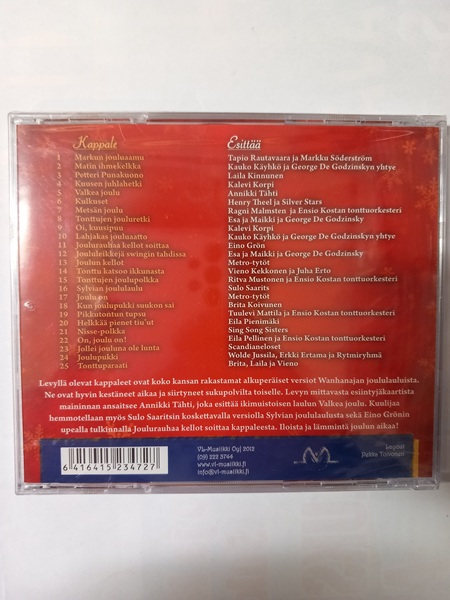 Kappale Esittää
1 Markun jouluaamu Tapio Rautavaara ja Markku Söderström
2 Matin ihmekelkka Kauko Käyhkö ja George De Godzinskyn yhtye
3 Petteri Punakuono Laila Kinnunen
4 Kuusen juhlahetki Kalevi Korpi
5 Valkea joulu Annikki Tähti
6 Kulkuset Henry Theel ja Silver Stars
7 Metsän joulu Ragni Malmsten ja Ensio Kostan tonttuorkesteri
8 Tonttujen jouluretki Esa ja Maikki ja George De Godzinsky
9 Oi, kuusipuu Kalevi Korpi
10 Lahjakas jouluaatto Kauko Käyhkö ja George De Godzinskyn yhtye
11 Joulurauhaa kellot soittaa Eino Grön
12 Joululeikkejä swingin tahdissa Esa ja Maikki ja George De Godzinsky
13 Joulun kellot Metro-tytöt
14 Tonttu katsoo ikkunasta Vieno Kekkonen ja Juha Eirto
15 Tonttujen joulupolkka Ritva Mustonen ja Ensio Kostan tonttuorkesteri
16 Sylvian joululaulu Sulo Saarits
17 Joulu on Metro-tytöt
18 Kun joulupukki suukon sai Brita Koivunen
19 Pikkutontun tupsu Tuulevi Mattila ja Ensio Kostan tonttuorkesteri
20 Helkkää pienet tiu'ut Eila Pienimäki
21 Nisse-polkka Sing Song Sisters
22 On, joulu on! Eila Pellinen ja Ensio Kostan tonttuorkesteri
23 Jollei jouluna ole lunta Scandianeloset
24 Joulupukki Wolde Jussila, Erkki Ertama ja Rytmiryhmä
25 Tonttuparaati Brita, Laila ja Vieno
Levyllä olevat kappaleet ovat koko kansan rakastamat alkuperäiset versiot Wanhanajan joululauluista.
Ne ovat hyvin kestäneet aikaa ja siirtyneet sukupolvilta toiselle. Levyn mittavasta esiintyjäkaartista
maininnan ansaitsee Annikki Tähti, joka esittää ikimuistoisen laulun Valkea joulu. Kuulijaa
hemmotellaan myös Sulo Saaritsin koskettavalla versiolla Sylvian joululaulusta sekä Eino Grönin
upealla tulkinnalla Joulurauhaa kellot soittaa kappaleesta. Iloista ja lämmintä joulun aikaa!
6 416415 234727
VL-Musiikki Oy| 2012
(09) 222 3744
www.vl-musiikki.fi
info@vl-musiikki.fi
Layout
Pekka